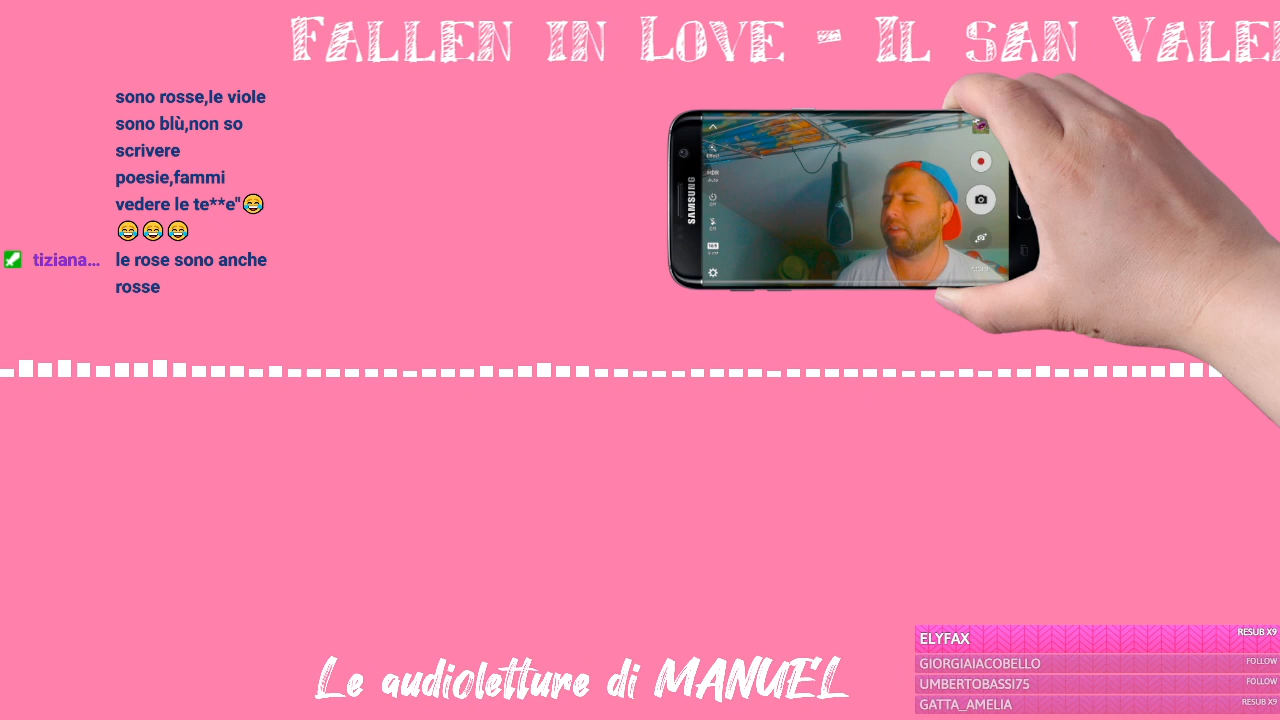 FALLEN IN LOVE - IL SAN VALE
sono rosse,le viole
sono blù,non so
scrivere
poesie,fammi
vedere le te**e"😂
😂😂😂
tiziana... le rose sono anche
rosse
SAMSUNG
Le audioletture di MANUEL
ELYFAX RESUB X9
GIORGIAIACOBELLO FOLLOW
UMBERTOBASSI75 FOLLOW
GATTA_AMELIA RESUB X9